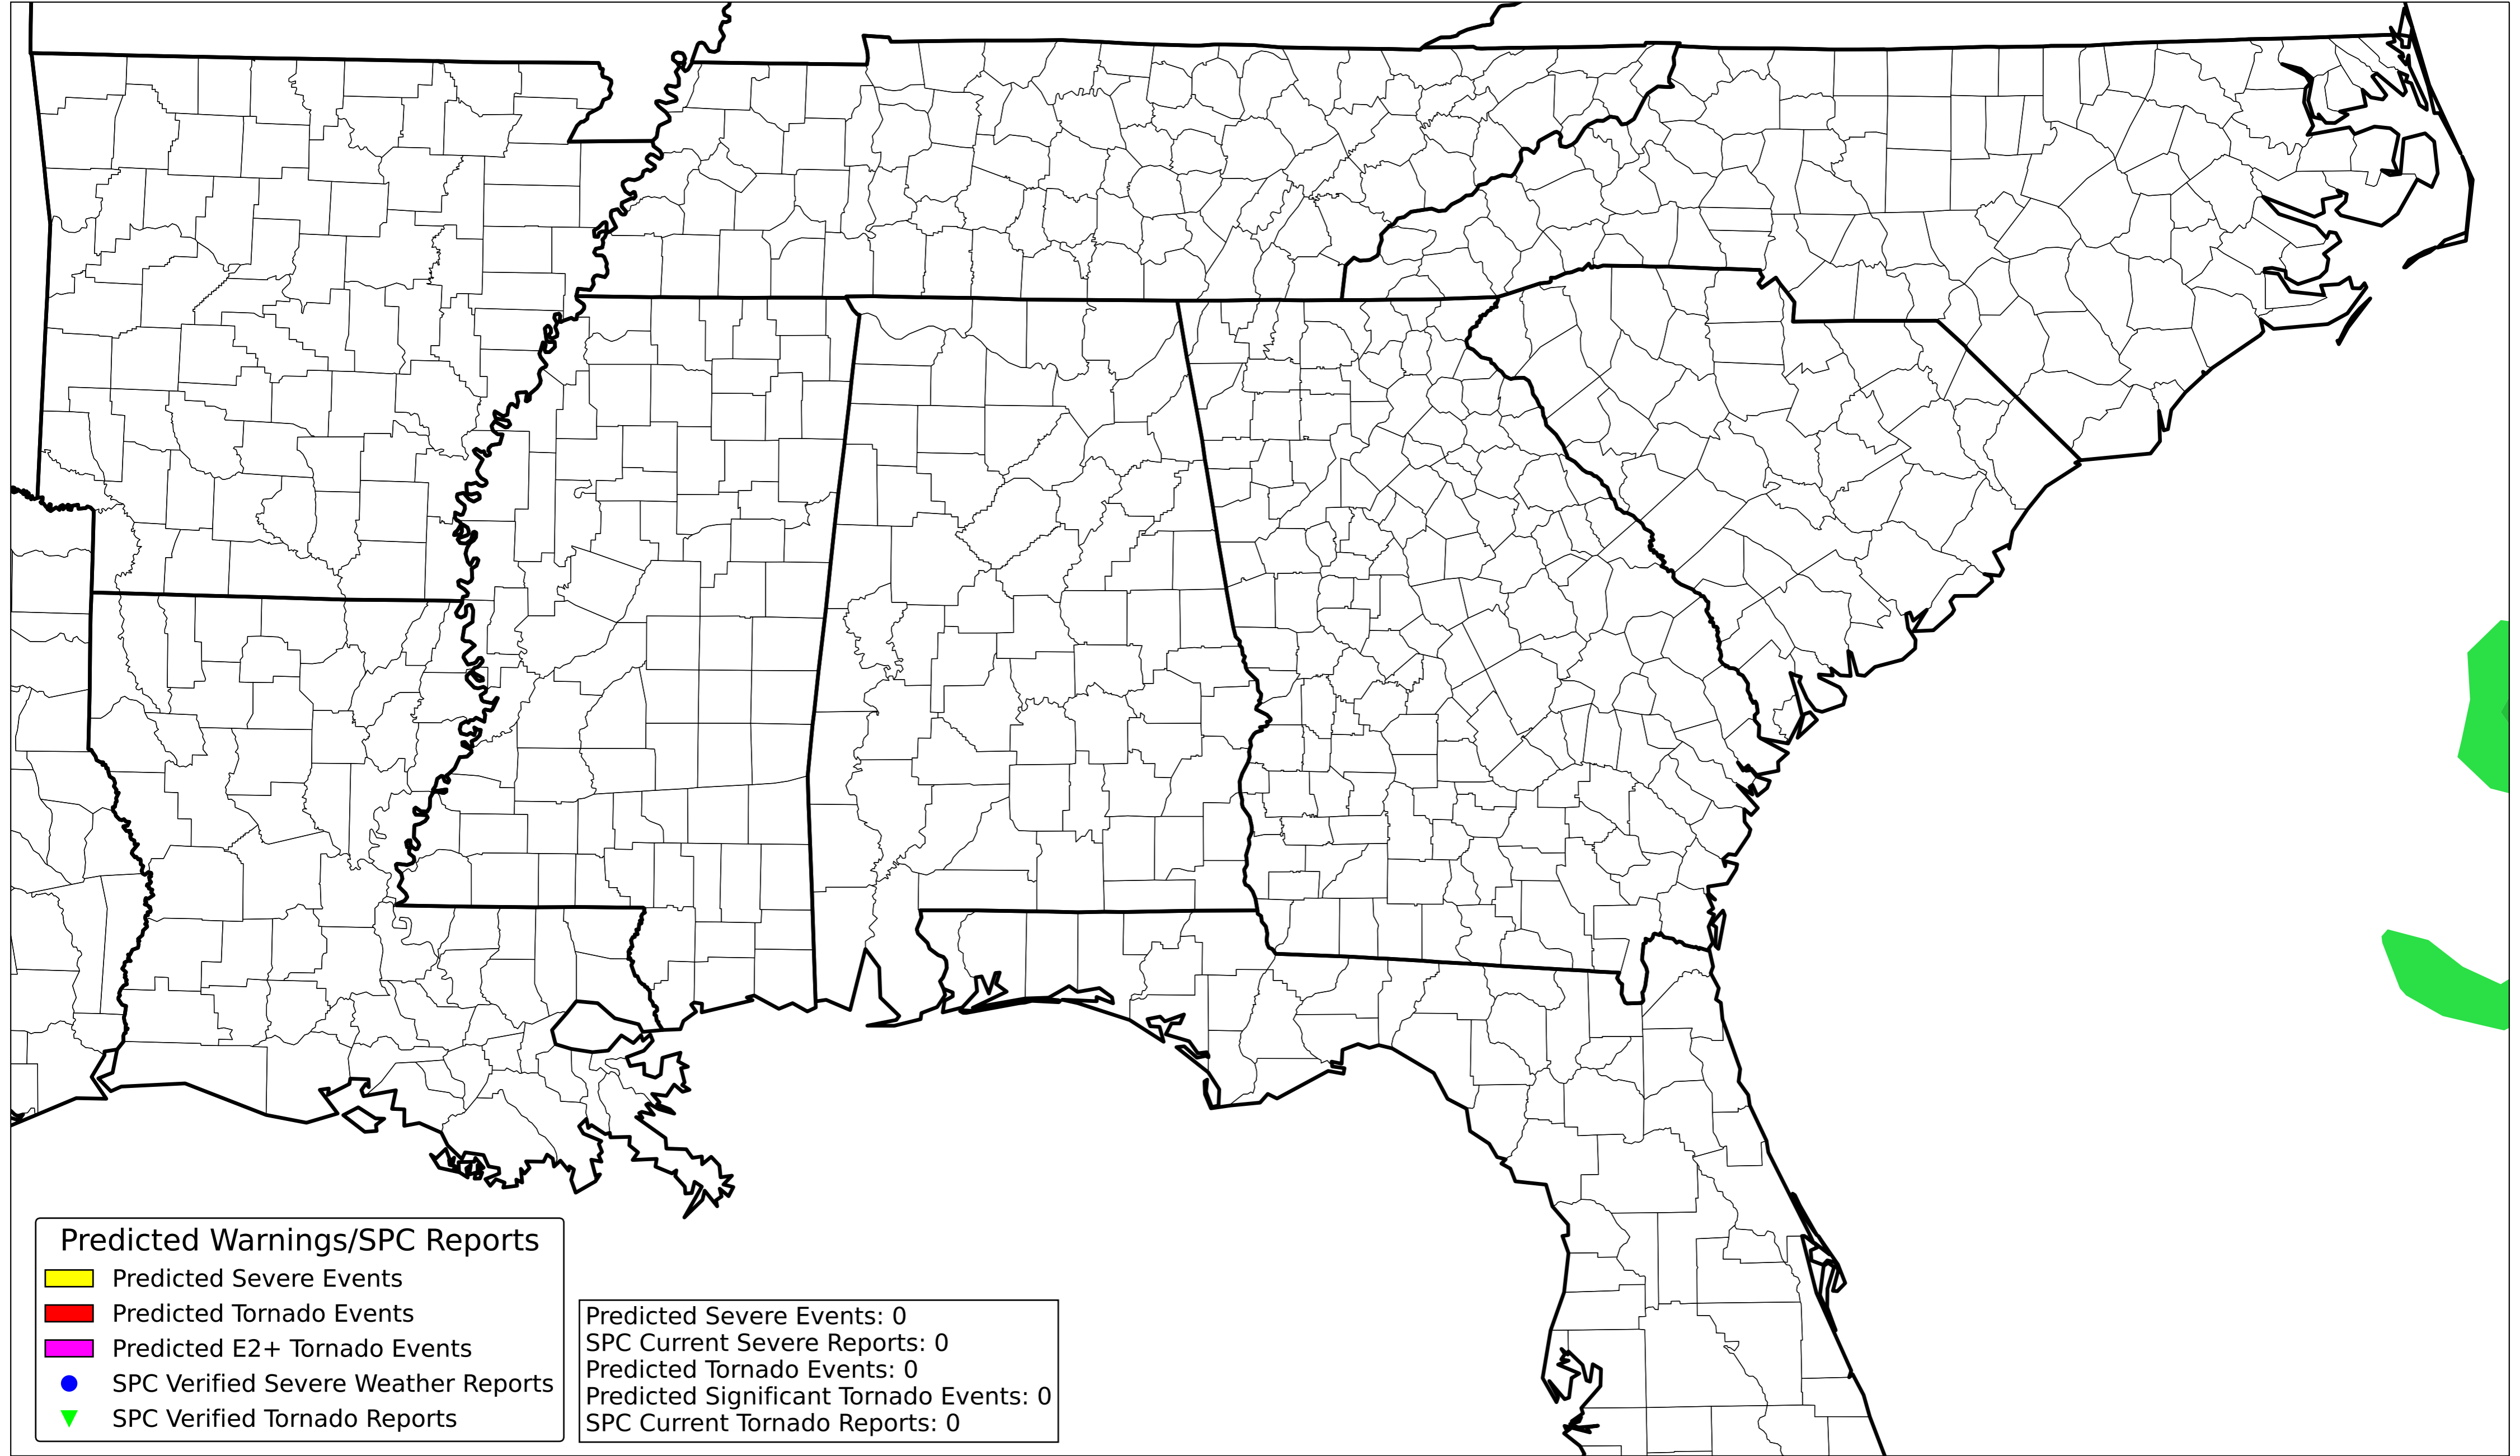 Predicted Warnings/SPC Reports
Predicted Severe Events
Predicted Tornado Events
Predicted E2+ Tornado Events
SPC Verified Severe Weather Reports
SPC Verified Tornado Reports
Predicted Severe Events: 0
SPC Current Severe Reports: 0
Predicted Tornado Events: 0
Predicted Significant Tornado Events: 0
SPC Current Tornado Reports: 0